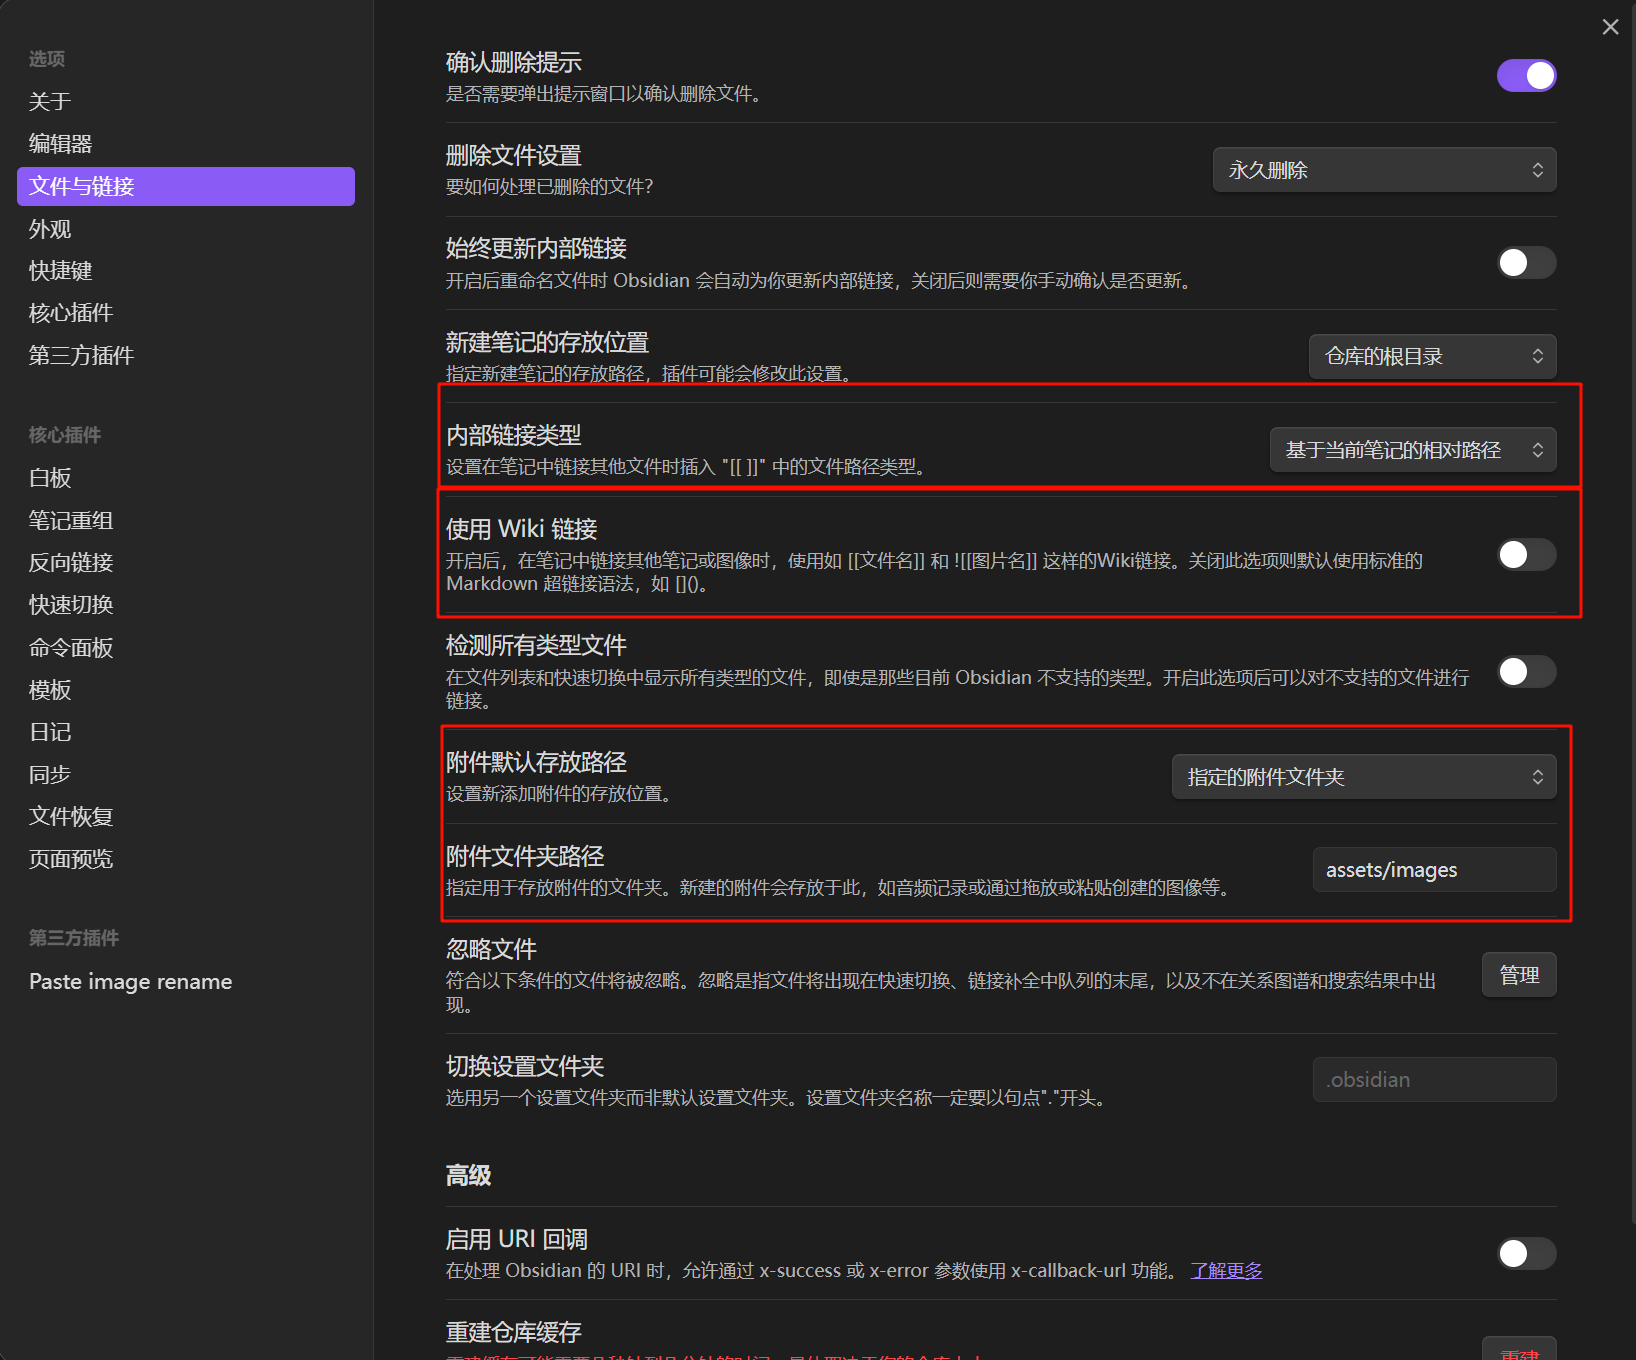 选项
关于
编辑器
文件与链接
外观
快捷键
核心插件
第三方插件
核心插件
白板
笔记重组
反向链接
快速切换
命令面板
模板
日记
同步
文件恢复
页面预览
第三方插件
Paste image rename
确认删除提示
是否需要弹出提示窗口以确认删除文件。
删除文件设置
要如何处理已删除的文件?
永久删除
始终更新内部链接
开启后重命名文件时 Obsidian 会自动为你更新内部链接，关闭后则需要你手动确认是否更新。
新建笔记的存放位置
指定新建笔记的存放路径，插件可能会修改此设置。
仓库的根目录
内部链接类型
设置在笔记中链接其他文件时插入 "[[ ]]" 中的文件路径类型。
基于当前笔记的相对路径
使用 Wiki 链接
开启后，在笔记中链接其他笔记或图像时，使用如 [[文件名]] 和 ![[图片名]] 这样的Wiki链接。关闭此选项则默认使用标准的
Markdown 超链接语法，如 []()。
检测所有类型文件
在文件列表和快速切换中显示所有类型的文件，即使是那些目前 Obsidian 不支持的类型。开启此选项后可以对不支持的文件进行
链接。
附件默认存放路径
设置新添加附件的存放位置。
指定的附件文件夹
附件文件夹路径
指定用于存放附件的文件夹。新建的附件会存放于此，如音频记录或通过拖放或粘贴创建的图像等。
assets/images
忽略文件
符合以下条件的文件将被忽略。忽略是指文件将出现在快速切换、链接补全中队列的末尾，以及不在关系图谱和搜索结果中出
现。
管理
切换设置文件夹
选用另一个设置文件夹而非默认设置文件夹。设置文件夹名称一定要以句点"."开头。
.obsidian
高级
启用 URI 回调
在处理 Obsidian 的 URI 时，允许通过 x-success 或 x-error 参数使用 x-callback-url 功能。 了解更多
重建仓库缓存
重建